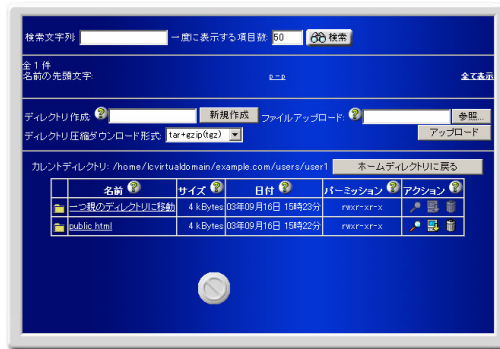 検索文字列: 一度に表示する項目数: 50 検索
全1件
名前の先頭文字: p-p 全て表示
ディレクトリ作成 新規作成 ファイルアップロード: 参照...
ディレクトリ圧縮ダウンロード形式: tar+gzip(tgz) アップロード
カレントディレクトリ: /home/lcvirtualdomain/example.com/users/user1 ホームディレクトリに戻る
名前 サイズ 日付 パーミッション アクション
一つ親のディレクトリに移動 4 kBytes 03年09月16日 15時23分 rwxr-xr-x
public html 4 kBytes 03年09月16日 15時22分 rwxr-xr-x